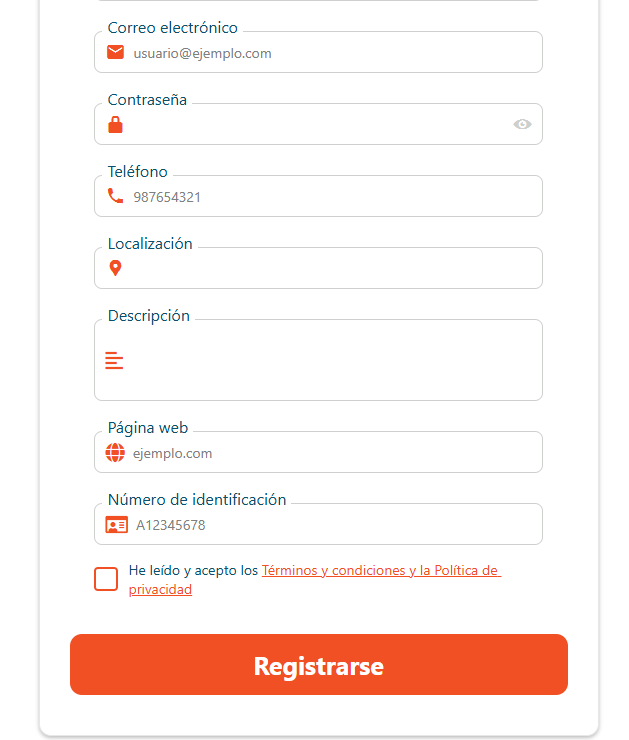 Correo electrónico
usuario@ejemplo.com
Contraseña
Teléfono
987654321
Localización
Descripción
Página web
ejemplo.com
Número de identificación
A12345678
He leído y acepto los Términos y condiciones y la Política de
privacidad
Registrarse